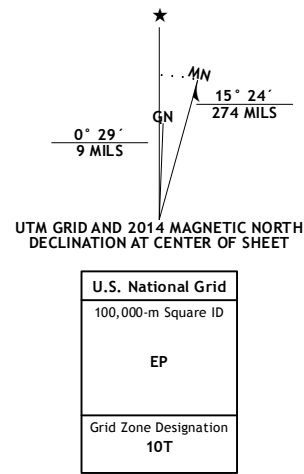 ★
MN
GN
15° 24´
274 MILS
0° 29´
9 MILS
UTM GRID AND 2014 MAGNETIC NORTH
DECLINATION AT CENTER OF SHEET
U.S. National Grid
100,000-m Square ID
EP
Grid Zone Designation
10T